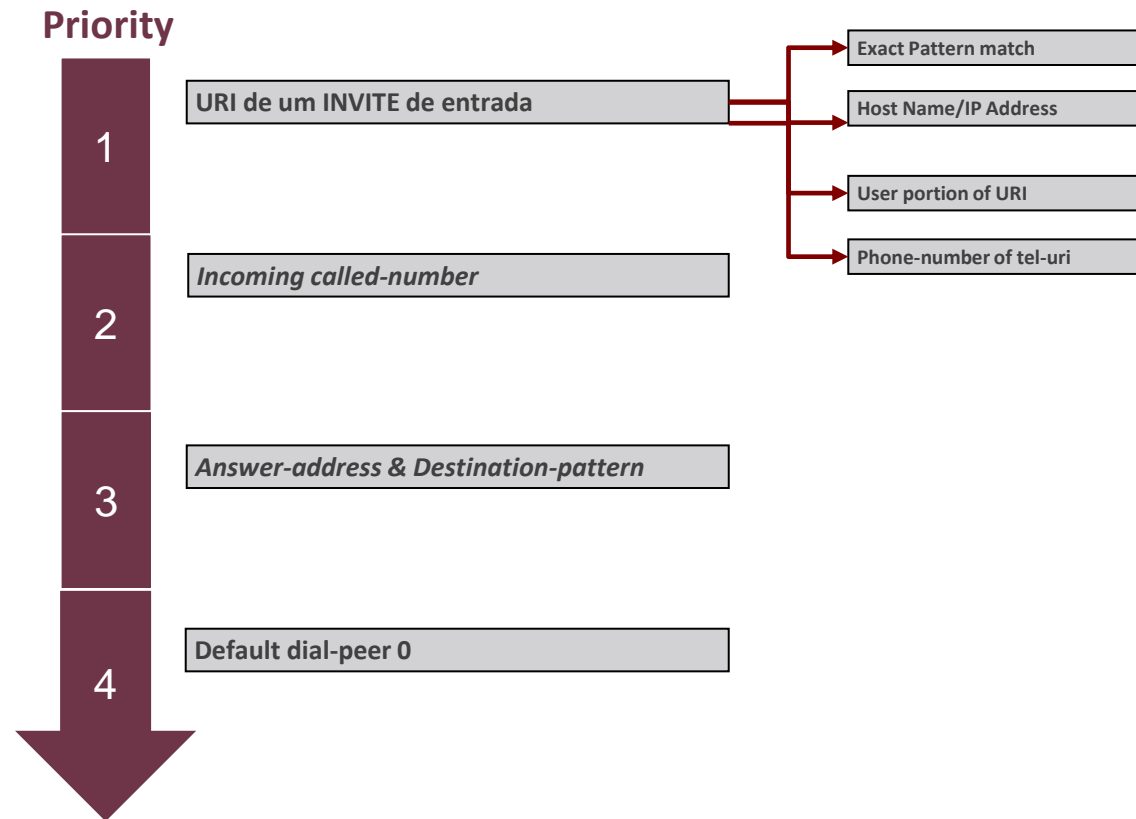 Priority
1
URI de um INVITE de entrada
Exact Pattern match
Host Name/IP Address
User portion of URI
Phone-number of tel-uri
2
Incoming called-number
3
Answer-address & Destination-pattern
4
Default dial-peer 0